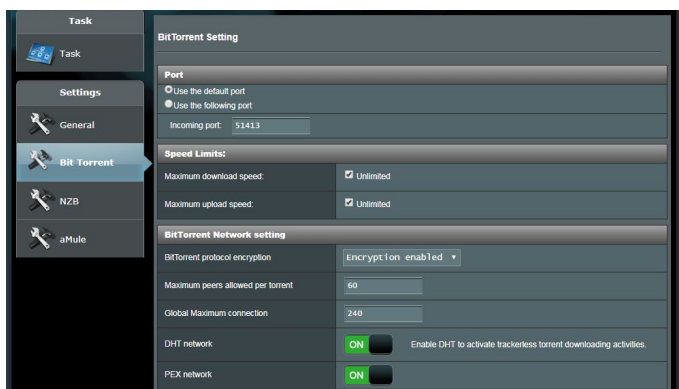 Task
Task
Settings
General
Bit Torrent
NZB
aMule
BitTorrent Setting
Port
Use the default port
Use the following port
Incoming port: 51413
Speed Limits:
Maximum download speed: Unlimited
Maximum upload speed: Unlimited
BitTorrent Network setting
BitTorrent protocol encryption Encryption enabled
Maximum peers allowed per torrent 60
Global Maximum connection 240
DHT network ON Enable DHT to activate trackerless torrent downloading activities.
PEX network ON